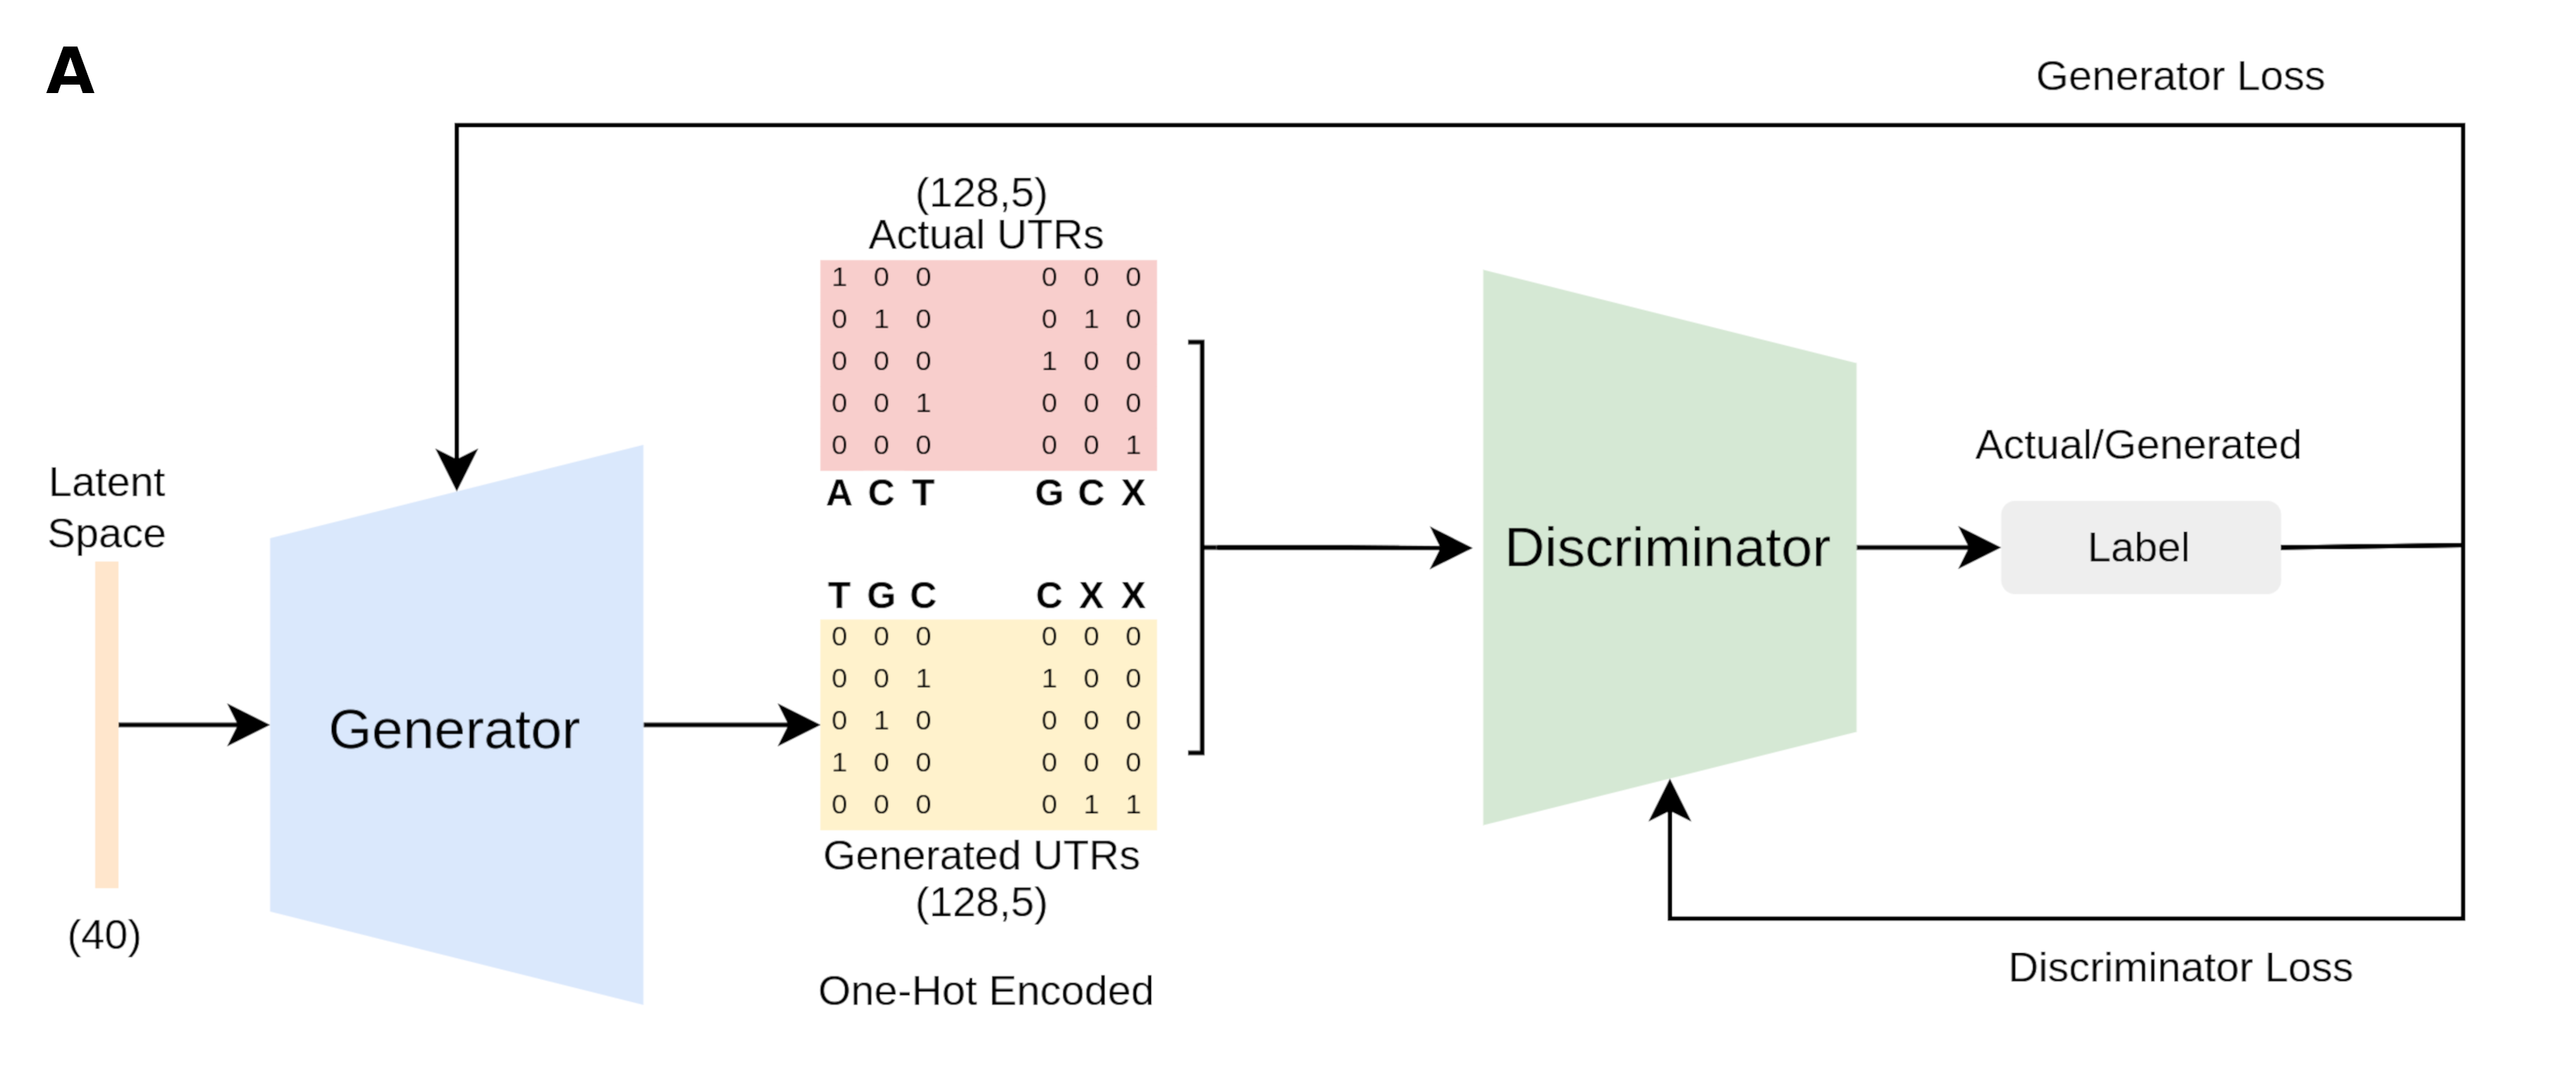 A
Generator Loss
(128,5)
Actual UTRs
1 0 0 0 0 0
0 1 0 0 1 0
0 0 0 1 0 0
0 0 1 0 0 0
0 0 0 0 0 1
A C T G C X
Latent
Space
(40)
Generator
T G C C X X
0 0 0 0 0 0
0 0 1 1 0 0
0 1 0 0 0 0
1 0 0 0 0 0
0 0 0 0 1 1
Generated UTRs
(128,5)
One-Hot Encoded
Discriminator
Actual/Generated
Label
Discriminator Loss